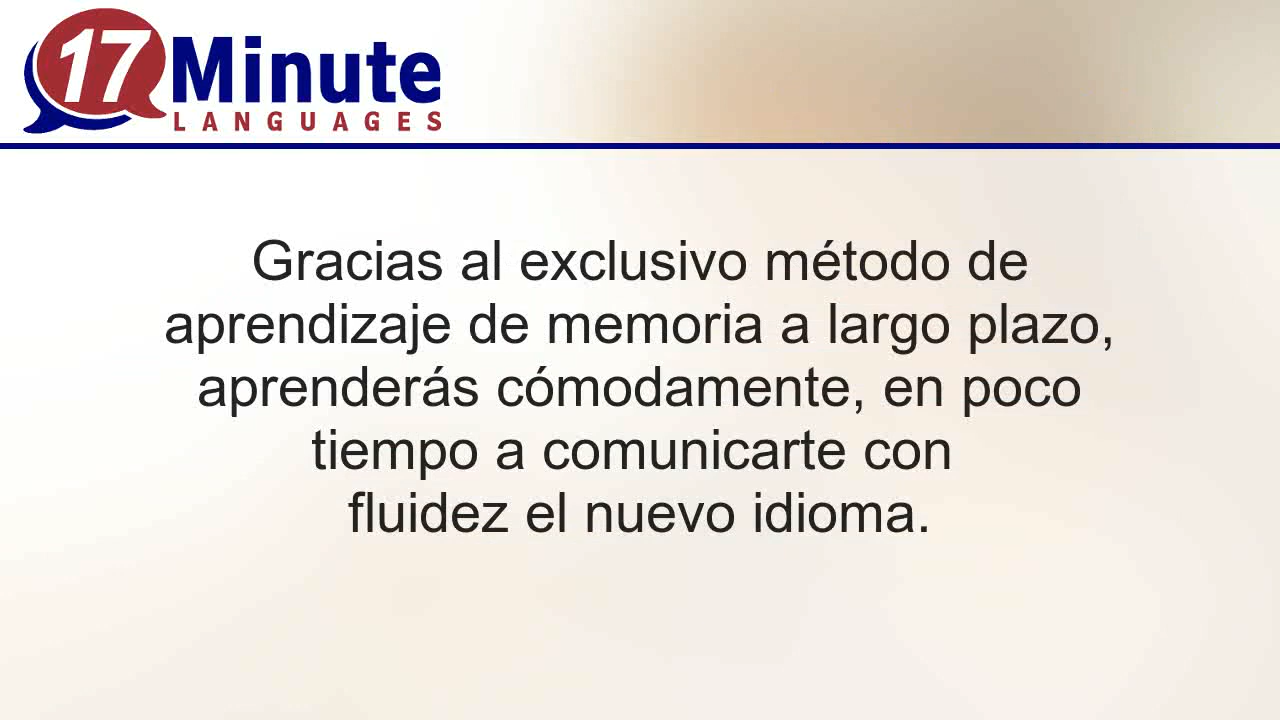 17 Minute
LANGUAGES
Gracias al exclusivo método de
aprendizaje de memoria a largo plazo,
aprenderás cómodamente, en poco
tiempo a comunicarte con
fluidez el nuevo idioma.